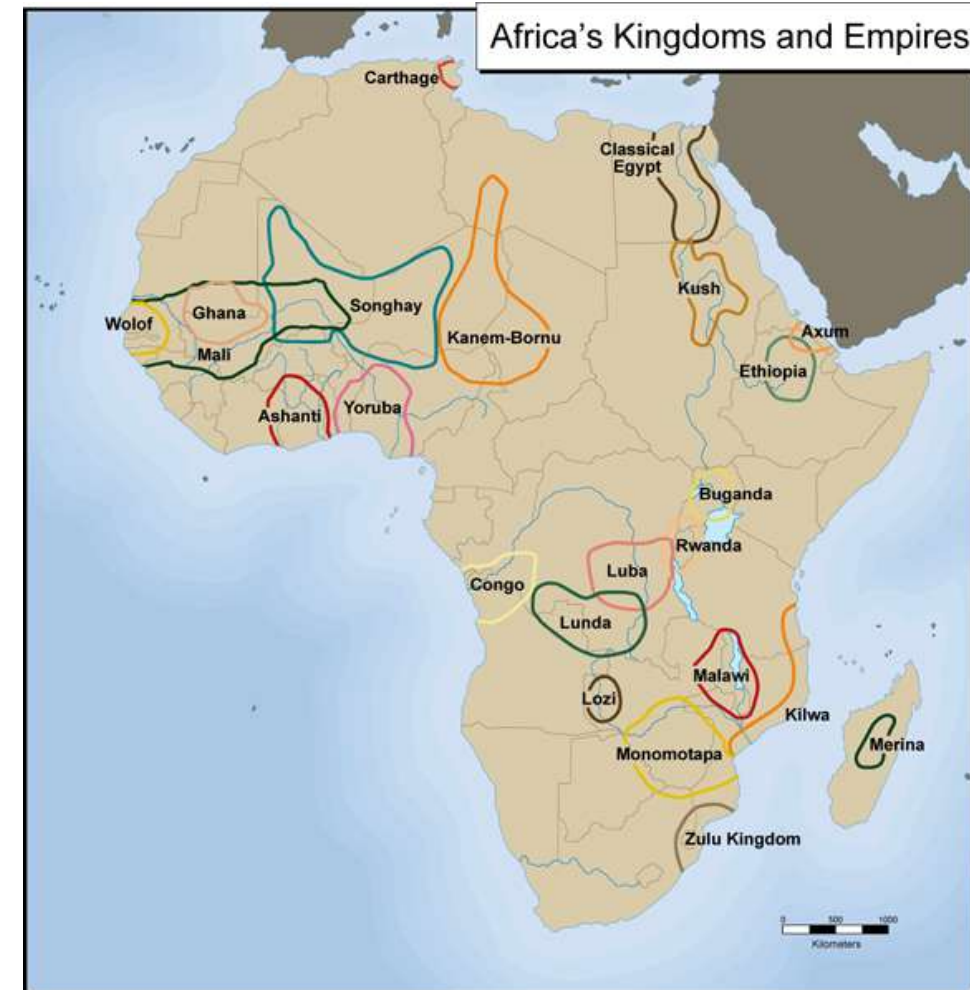 Africa's Kingdoms and Empires
Carthage
Classical
Egypt
Kush
Ghana
Songhay
Wolof
Kanem-Bornu
Axum
Mali
Ethiopia
Ashanti
Yoruba
Buganda
Rwanda
Congo
Luba
Lunda
Malawi
Lozi
Kilwa
Merina
Monomotapa
Zulu Kingdom
0 500 1000
Kilometers